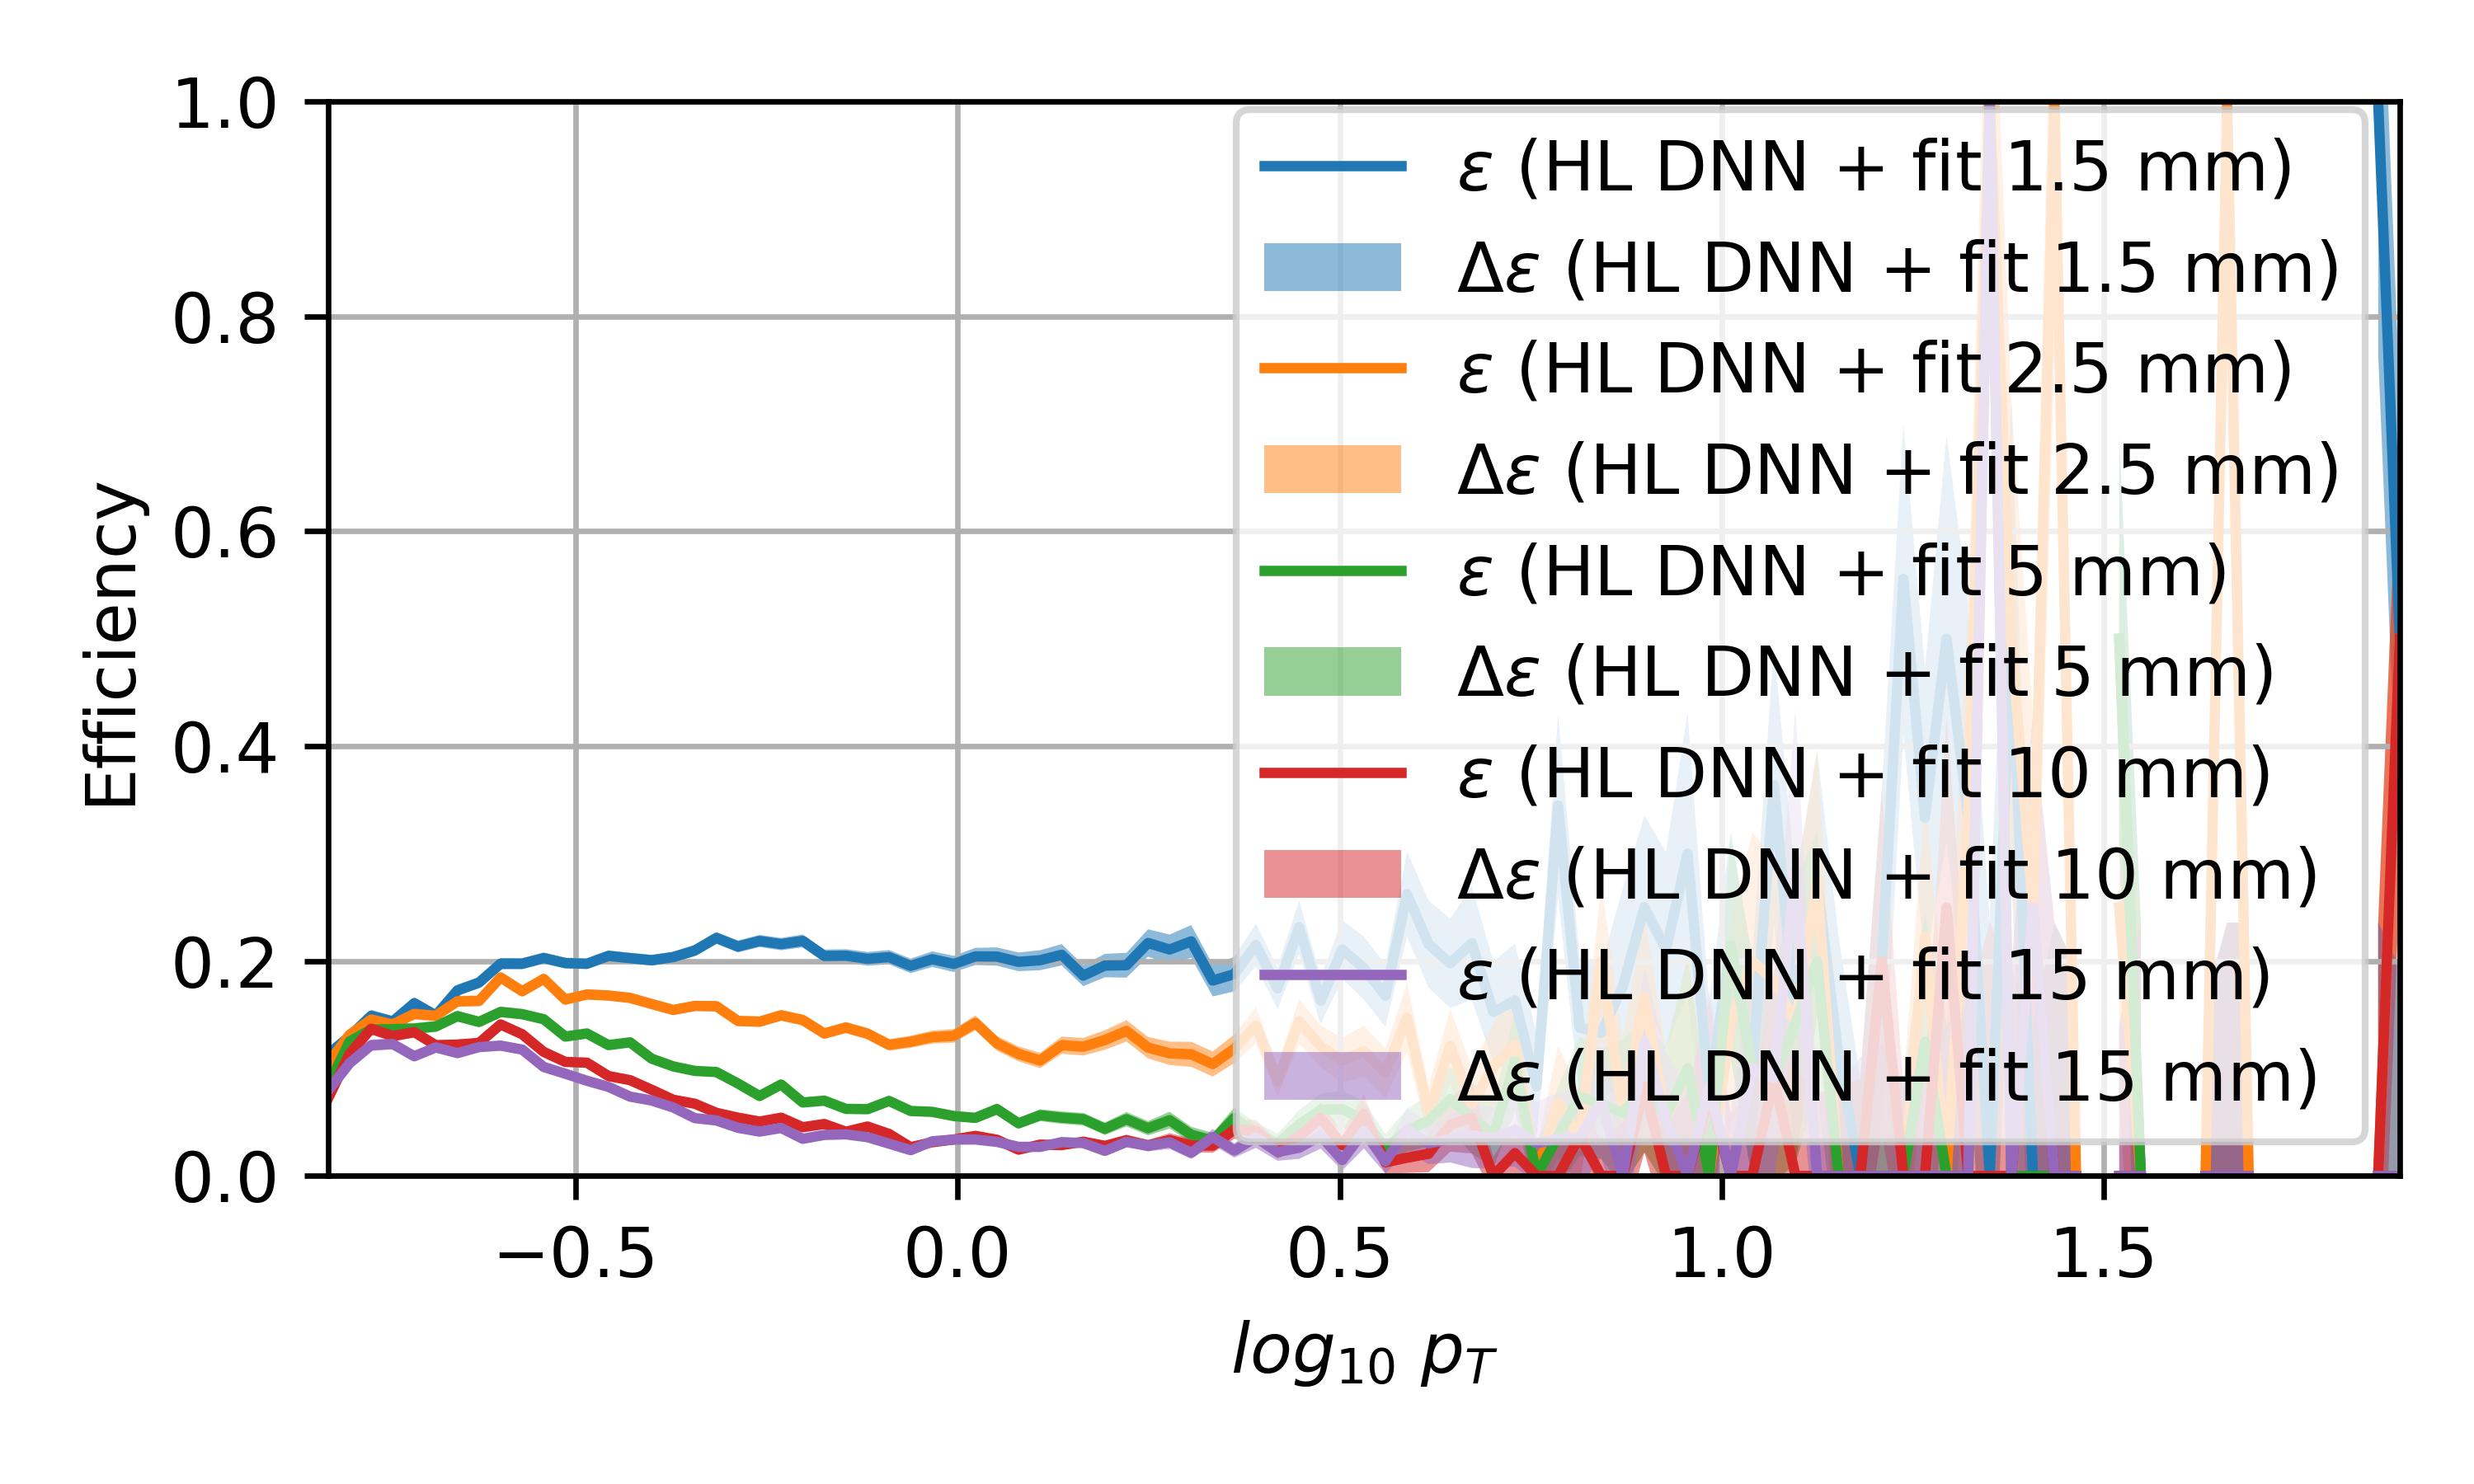 1.0
0.8
0.6
0.4
0.2
0.0
Efficiency
ε (HL DNN + fit 1.5 mm)
Δε (HL DNN + fit 1.5 mm)
ε (HL DNN + fit 2.5 mm)
Δε (HL DNN + fit 2.5 mm)
ε (HL DNN + fit 5 mm)
Δε (HL DNN + fit 5 mm)
ε (HL DNN + fit 10 mm)
Δε (HL DNN + fit 10 mm)
ε (HL DNN + fit 15 mm)
Δε (HL DNN + fit 15 mm)
−0.5 0.0 0.5 1.0 1.5
log₁₀ p_T